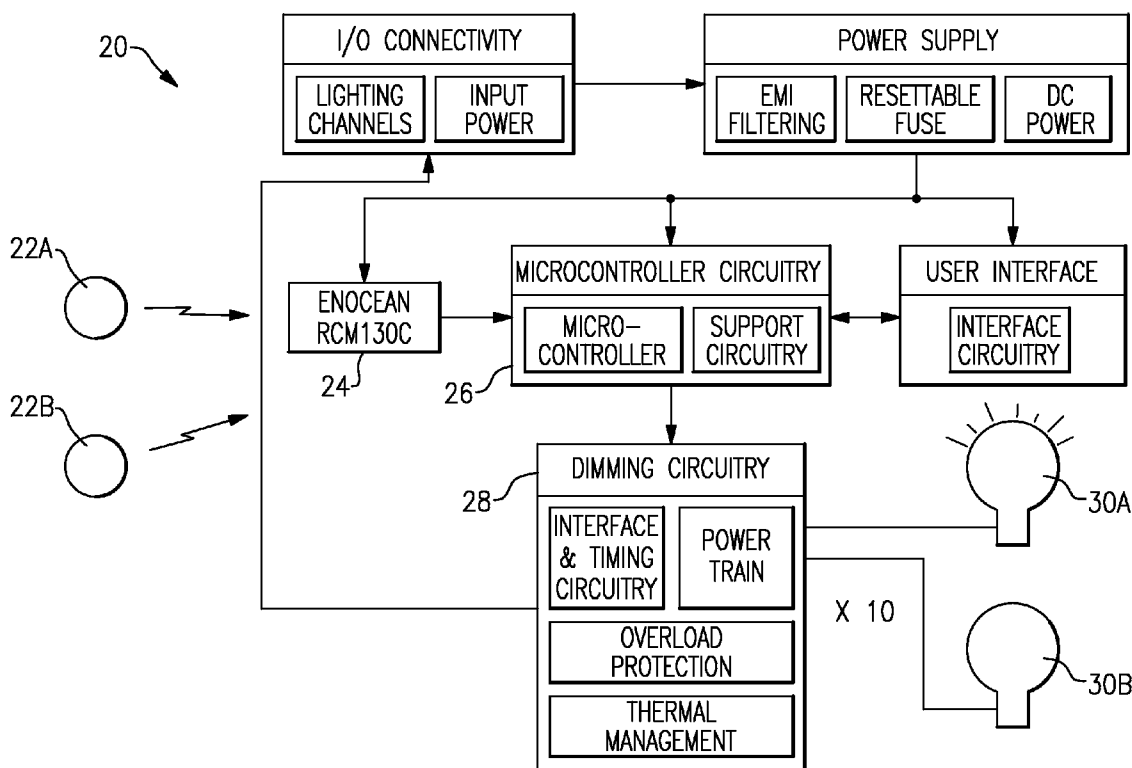 20
I/O CONNECTIVITY
LIGHTING
CHANNELS
INPUT
POWER
POWER SUPPLY
EMI
FILTERING
RESETTABLE
FUSE
DC
POWER
22A
22B
ENOCEAN
RCM130C
24
MICROCONTROLLER CIRCUITRY
MICRO-
CONTROLLER
SUPPORT
CIRCUITRY
26
USER INTERFACE
INTERFACE
CIRCUITRY
DIMMING CIRCUITRY
28
INTERFACE
& TIMING
CIRCUITRY
POWER
TRAIN
OVERLOAD
PROTECTION
THERMAL
MANAGEMENT
X 10
30A
30B